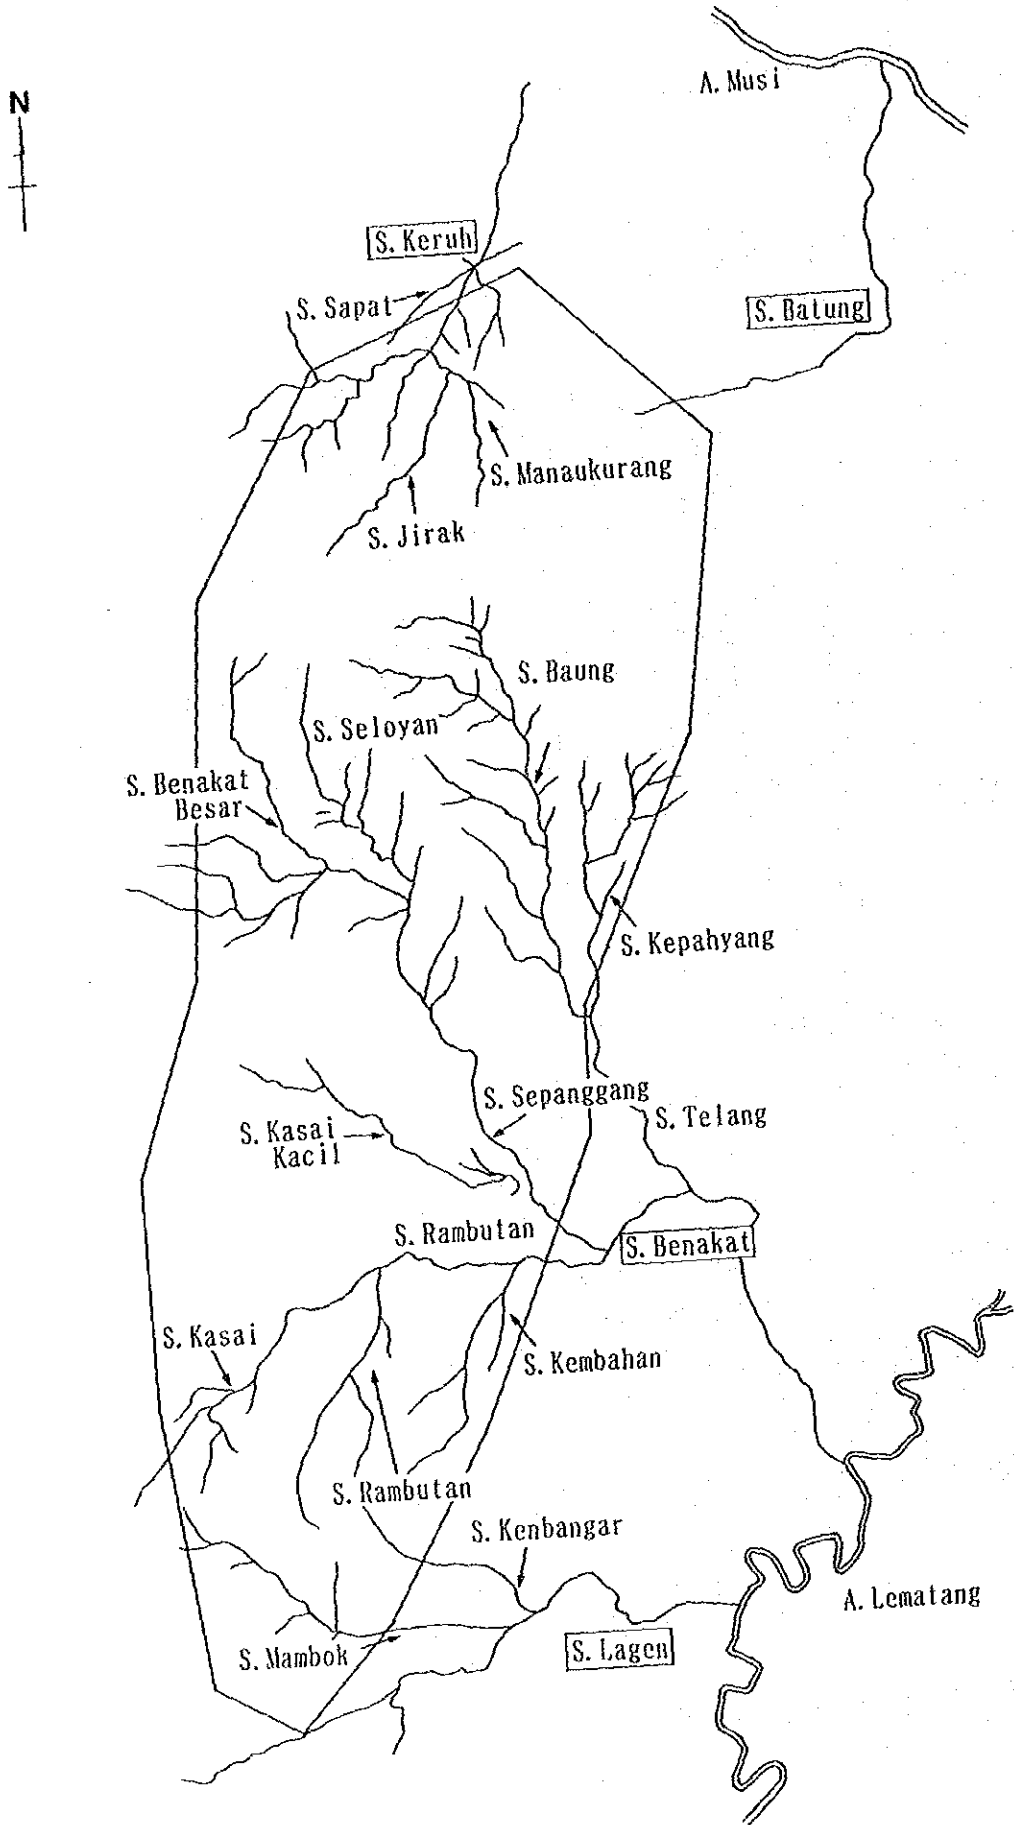 A. Musi
N
S. Keruh
S. Sapat
S. Batung
S. Manaukurang
S. Jirak
S. Baung
S. Seloyan
S. Benakat
Besar
S. Kepahyang
S. Sepanggang
S. Telang
S. Kasai
Kacil
S. Rambutan
S. Benakat
S. Kasai
S. Kembahan
S. Rambutan
S. Kenbangar
A. Lematang
S. Mambok
S. Lagen